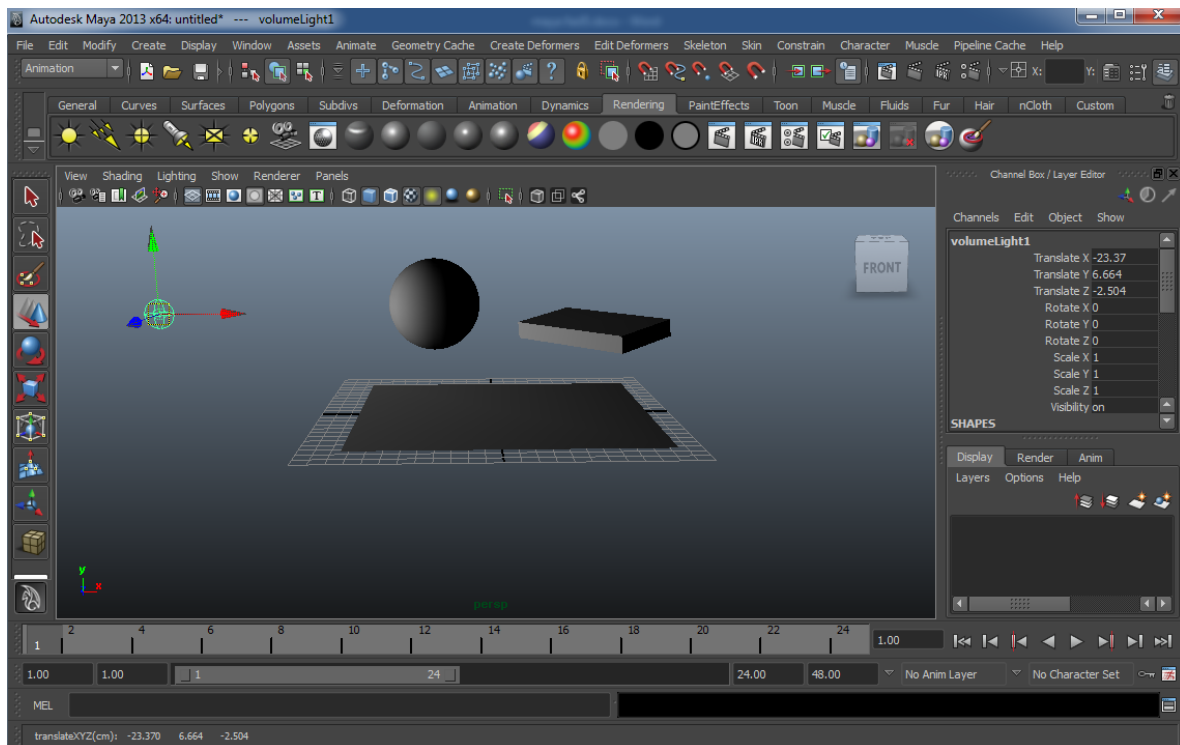 Autodesk Maya 2013 x64: untitled* --- volumeLight1
File Edit Modify Create Display Window Assets Animate Geometry Cache Create Deformers Edit Deformers Skeleton Skin Constrain Character Muscle Pipeline Cache Help
Animation X: Y:
General Curves Surfaces Polygons Subdivs Deformation Animation Dynamics Rendering PaintEffects Toon Muscle Fluids Fur Hair nCloth Custom
View Shading Lighting Show Renderer Panels
Channel Box / Layer Editor
Channels Edit Object Show
volumeLight1
Translate X -23.37
Translate Y 6.664
Translate Z -2.504
Rotate X 0
Rotate Y 0
Rotate Z 0
Scale X 1
Scale Y 1
Scale Z 1
Visibility on
SHAPES
FRONT
Display Render Anim
Layers Options Help
y
x
persp
1 2 4 6 8 10 12 14 16 18 20 22 24 1.00
1.00 1.00 1 24 24.00 48.00 No Anim Layer No Character Set
MEL
translateXYZ(cm): -23.370 6.664 -2.504